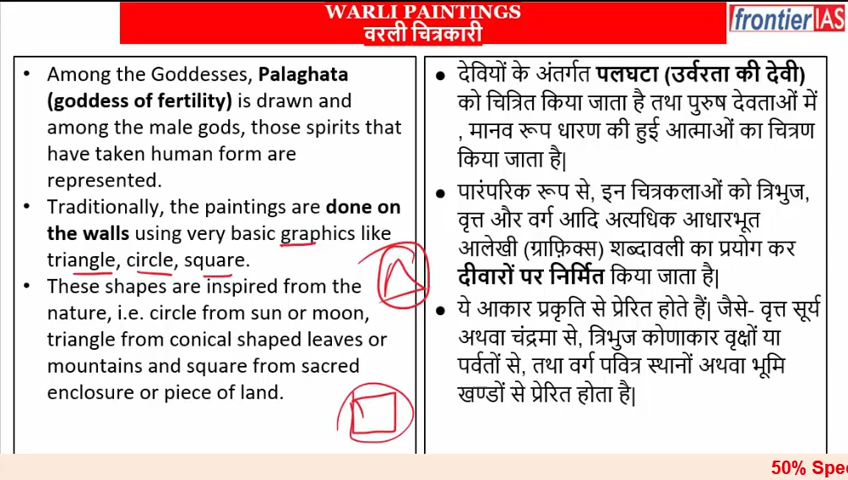 WARLI PAINTINGS
वरली चित्रकारी
frontierIAS
• Among the Goddesses, Palaghata
(goddess of fertility) is drawn and
among the male gods, those spirits that
have taken human form are
represented.
• Traditionally, the paintings are done on
the walls using very basic graphics like
triangle, circle, square.
• These shapes are inspired from the
nature, i.e. circle from sun or moon,
triangle from conical shaped leaves or
mountains and square from sacred
enclosure or piece of land.
• देवियों के अंतर्गत पलघटा (उर्वरता की देवी)
को चित्रित किया जाता है तथा पुरुष देवताओं में
, मानव रूप धारण की हुई आत्माओं का चित्रण
किया जाता है|
• पारंपरिक रूप से, इन चित्रकलाओं को त्रिभुज,
वृत्त और वर्ग आदि अत्यधिक आधारभूत
आलेखी (ग्राफ़िक्स) शब्दावली का प्रयोग कर
दीवारों पर निर्मित किया जाता है|
• ये आकार प्रकृति से प्रेरित होते हैं| जैसे- वृत्त सूर्य
अथवा चंद्रमा से, त्रिभुज कोणाकार वृक्षों या
पर्वतों से, तथा वर्ग पवित्र स्थानों अथवा भूमि
खण्डों से प्रेरित होता है|
50% Spe